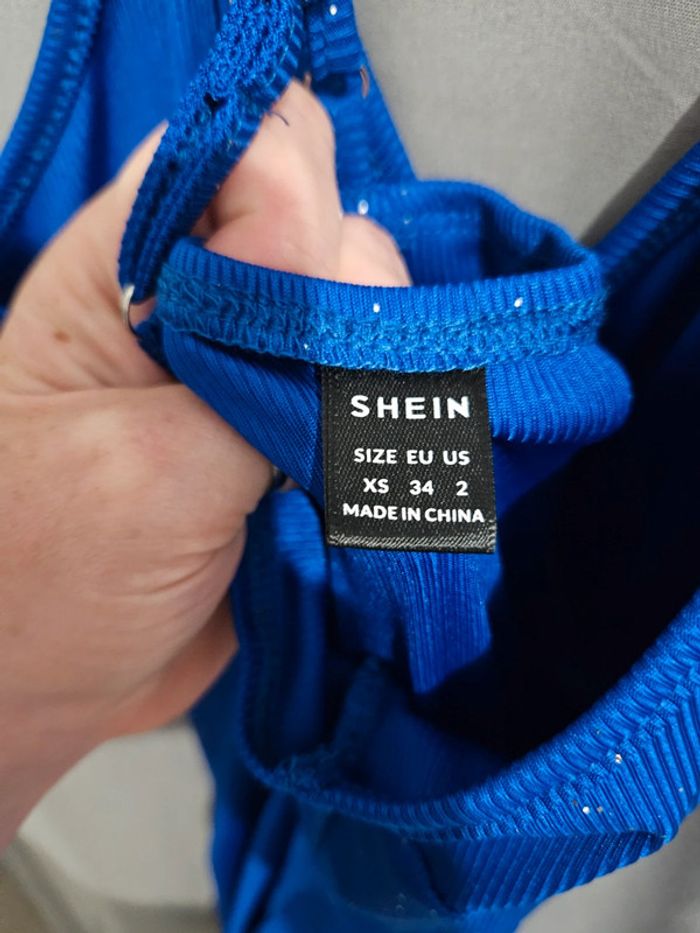 SHEIN
SIZE EU US
XS 34 2
MADE IN CHINA